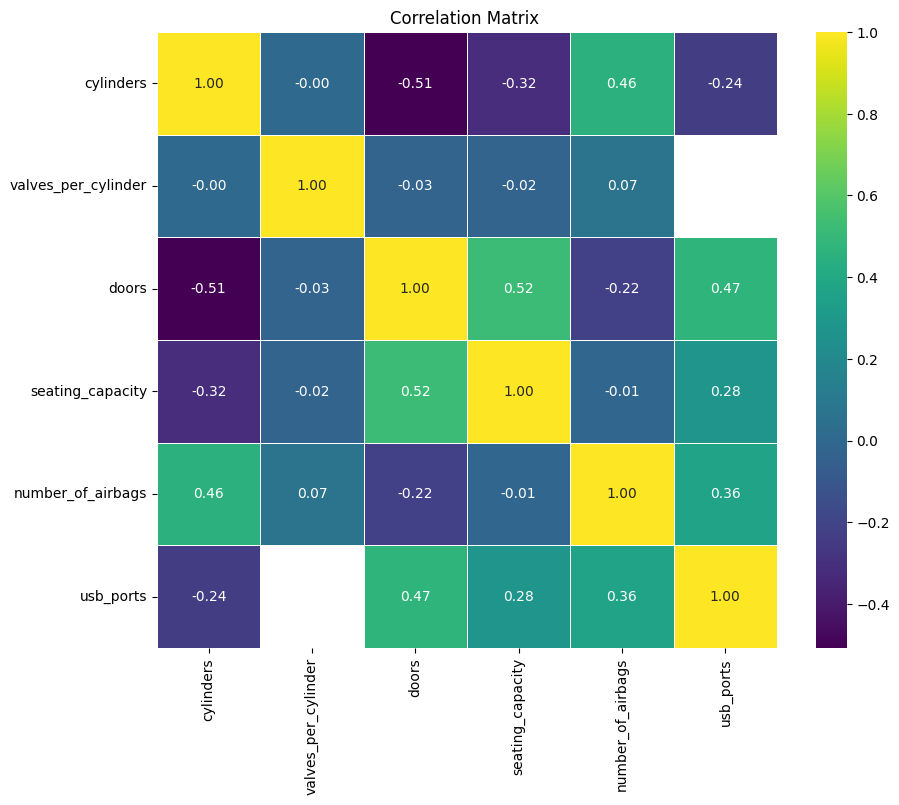 Correlation Matrix
cylinders 1.00 -0.00 -0.51 -0.32 0.46 -0.24
valves_per_cylinder -0.00 1.00 -0.03 -0.02 0.07
doors -0.51 -0.03 1.00 0.52 -0.22 0.47
seating_capacity -0.32 -0.02 0.52 1.00 -0.01 0.28
number_of_airbags 0.46 0.07 -0.22 -0.01 1.00 0.36
usb_ports -0.24 0.47 0.28 0.36 1.00
cylinders
valves_per_cylinder
doors
seating_capacity
number_of_airbags
usb_ports
1.0
0.8
0.6
0.4
0.2
0.0
−0.2
−0.4